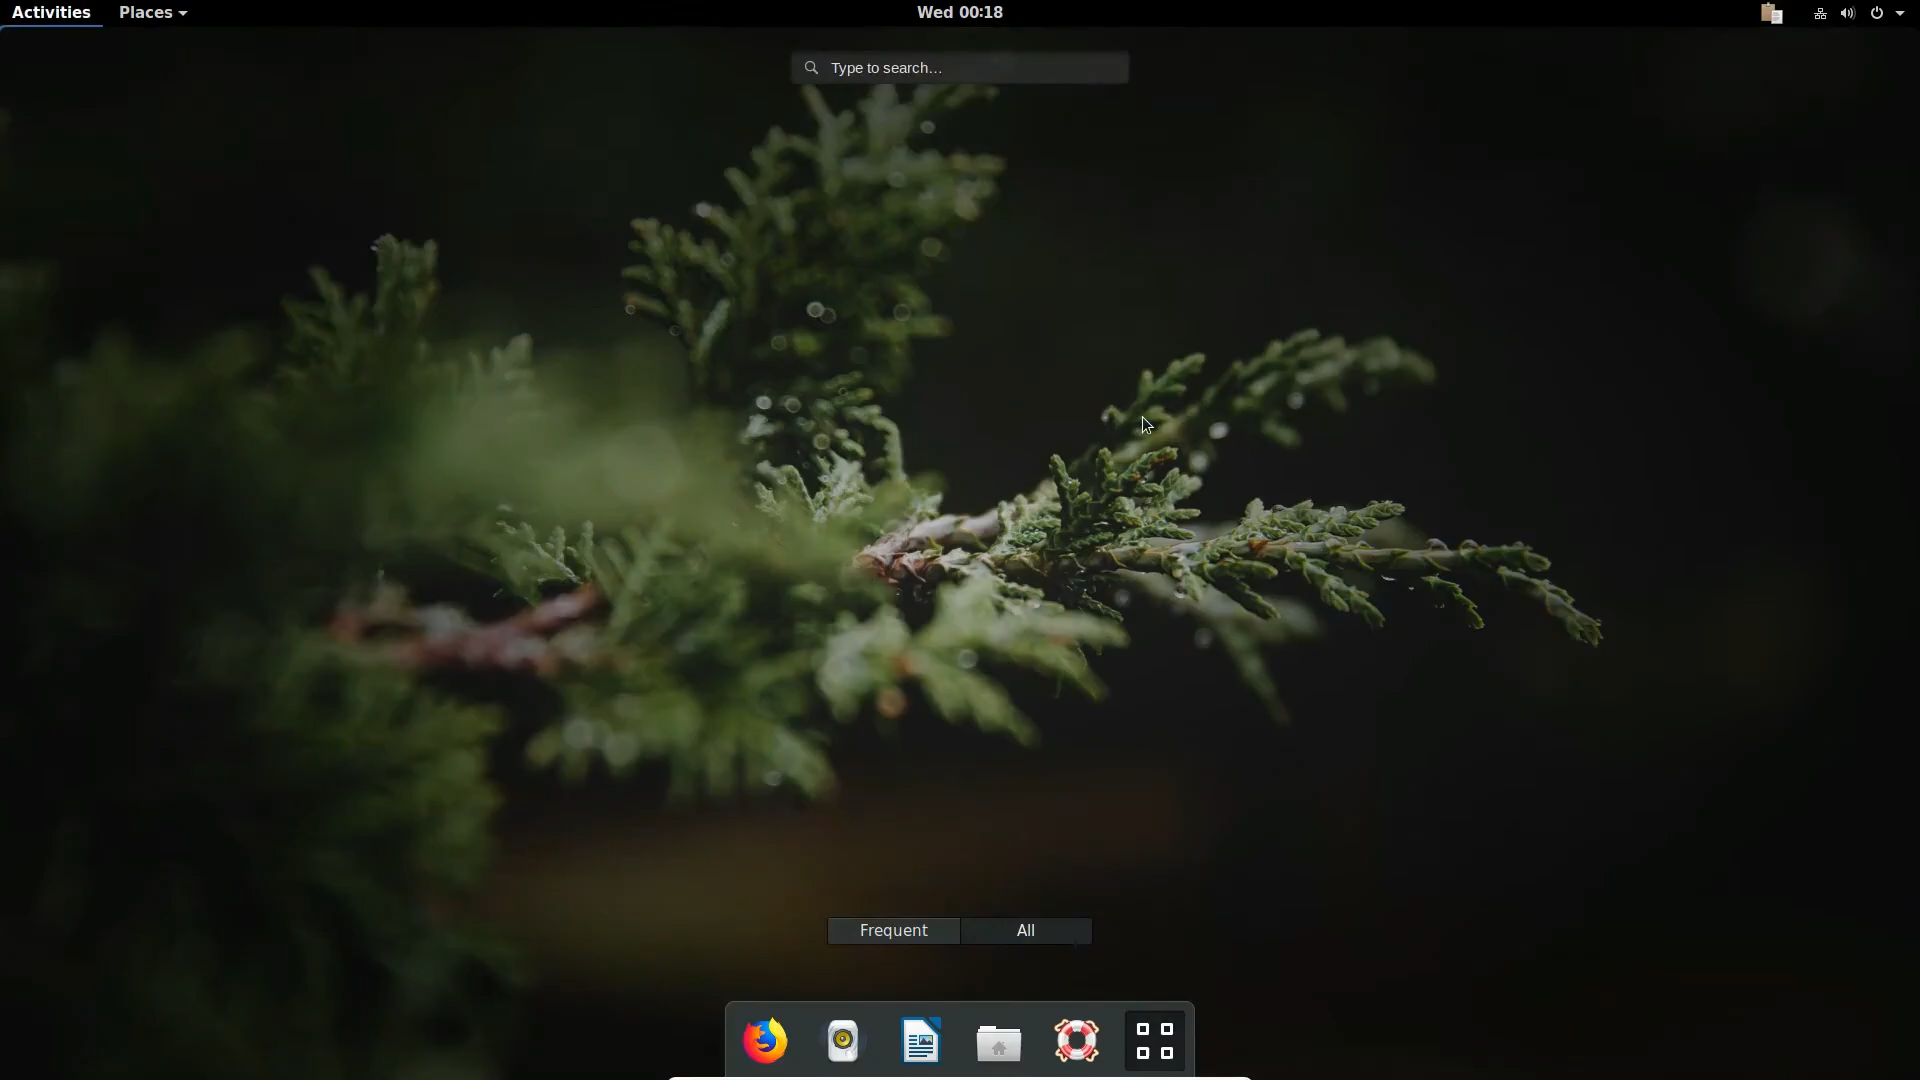 Activities Places Wed 00:18
Type to search…
Frequent All